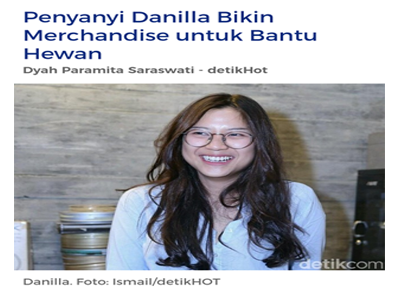 Penyanyi Danilla Bikin
Merchandise untuk Bantu
Hewan
Dyah Paramita Saraswati - detikHot
detikcom
Danilla. Foto: Ismail/detikHOT